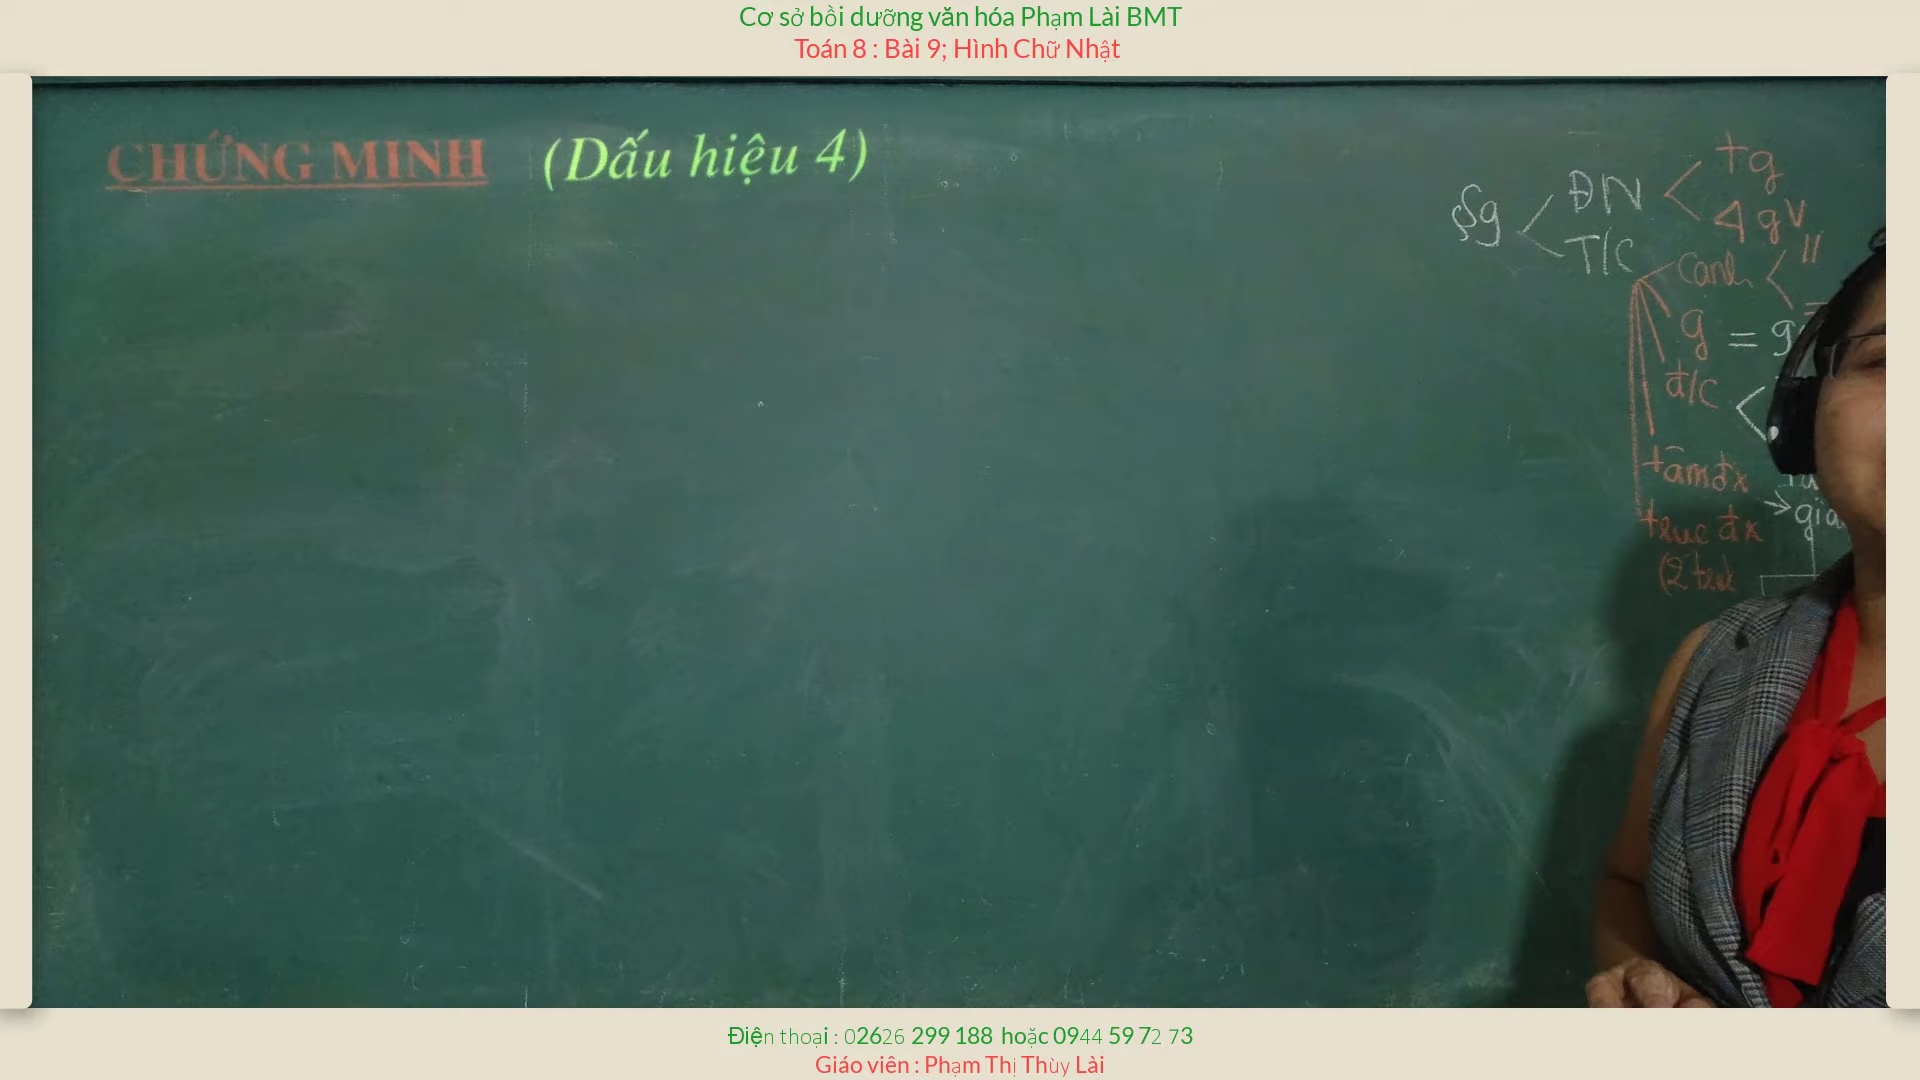 Cơ sở bồi dưỡng văn hóa Phạm Lài BMT
Toán 8 : Bài 9; Hình Chữ Nhật
CHỨNG MINH (Dấu hiệu 4)
ĐN
tg
gv
T/C
Cạnh
//
g = g
đ/c
tâm đx
trục đx
(2 trục
Điện thoại : 02626 299 188 hoặc 0944 59 72 73
Giáo viên : Phạm Thị Thùy Lài